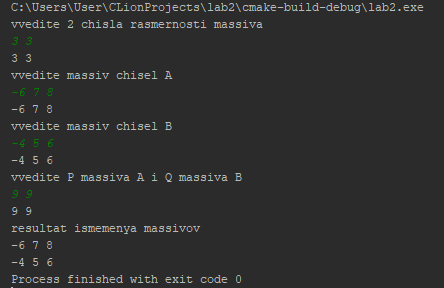 C:\Users\User\CLionProjects\lab2\cmake-build-debug\lab2.exe
vvedite 2 chisla rasmernosti massiva
3 3
3 3
vvedite massiv chisel A
-6 7 8
-6 7 8
vvedite massiv chisel B
-4 5 6
-4 5 6
vvedite P massiva A i Q massiva B
9 9
9 9
resultat ismemenya massivov
-6 7 8
-4 5 6
Process finished with exit code 0